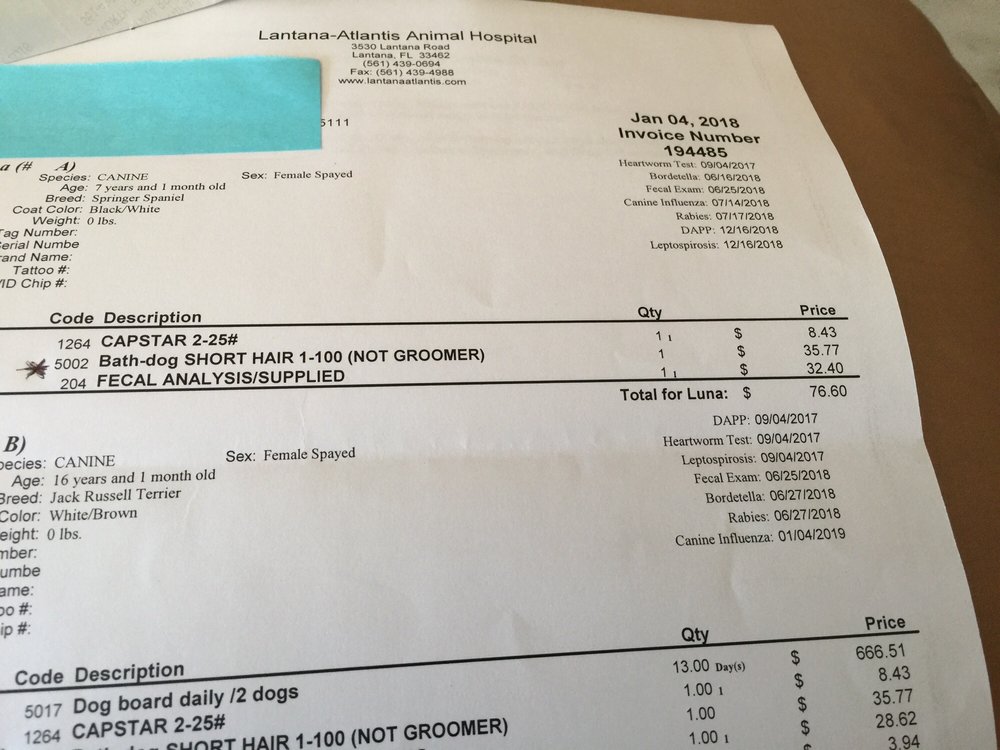 Lantana-Atlantis Animal Hospital
3530 Lantana Road
Lantana, FL 33462
(561) 439-0694
Fax: (561) 439-4988
www.lantanaatlantis.com
5111
Jan 04, 2018
Invoice Number
194485
Heartworm Test: 09/04/2017
Bordetella: 06/16/2018
Fecal Exam: 06/25/2018
Canine Influenza: 07/14/2018
Rabies: 07/17/2018
DAPP: 12/16/2018
Leptospirosis: 12/16/2018
a (# A)
Species: CANINE Sex: Female Spayed
Age: 7 years and 1 month old
Breed: Springer Spaniel
Coat Color: Black/White
Weight: 0 lbs.
Tag Number:
erial Numbe
rand Name:
Tattoo #:
/ID Chip #:
Code Description Qty Price
1264 CAPSTAR 2-25# 1 1 $ 8.43
5002 Bath-dog SHORT HAIR 1-100 (NOT GROOMER) 1 $ 35.77
204 FECAL ANALYSIS/SUPPLIED 1 1 $ 32.40
Total for Luna: $ 76.60
DAPP: 09/04/2017
Heartworm Test: 09/04/2017
Leptospirosis: 09/04/2017
Fecal Exam: 06/25/2018
Bordetella: 06/27/2018
Rabies: 06/27/2018
Canine Influenza: 01/04/2019
B)
pecies: CANINE Sex: Female Spayed
Age: 16 years and 1 month old
Breed: Jack Russell Terrier
Color: White/Brown
eight: 0 lbs.
mber:
umbe
ame:
oo #:
ip #:
Code Description Qty Price
5017 Dog board daily /2 dogs 13.00 Day(s) $ 666.51
1264 CAPSTAR 2-25# 1.00 1 $ 8.43
Bath-dog SHORT HAIR 1-100 (NOT GROOMER) 1.00 $ 35.77
1.00 1 $ 28.62
$ 3.94